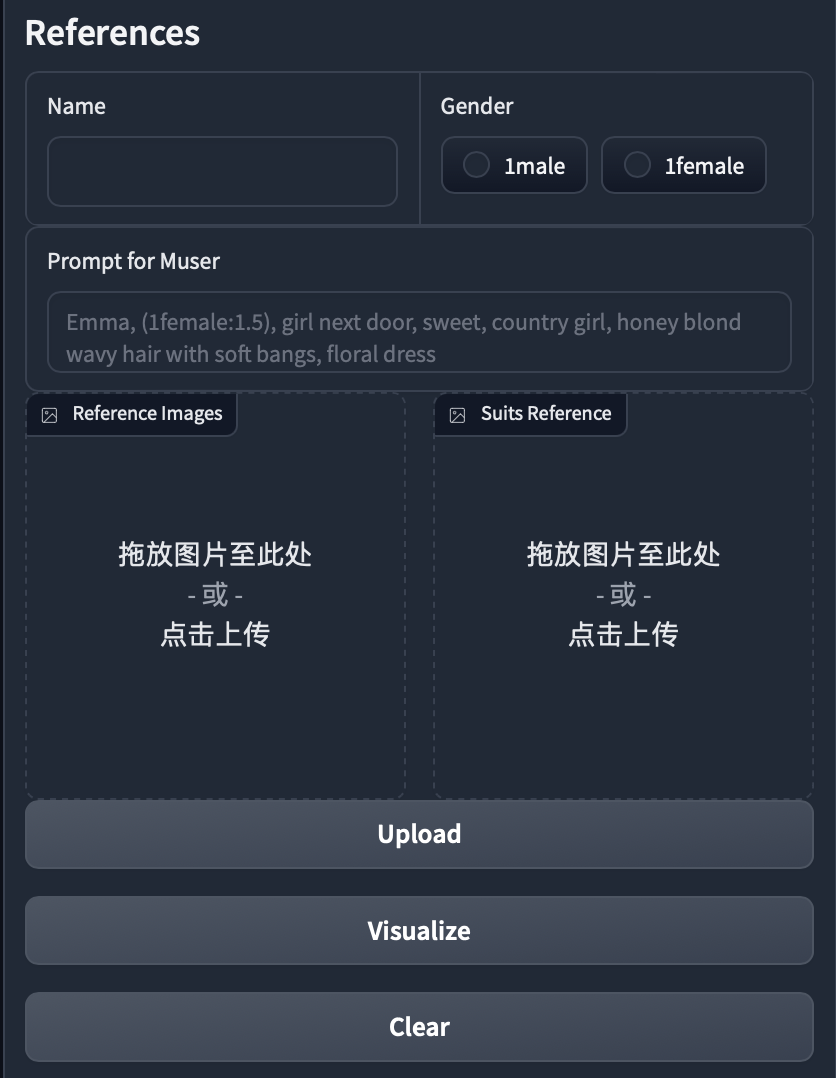 References
Name
Gender
1male
1female
Prompt for Muser
Emma, (1female:1.5), girl next door, sweet, country girl, honey blond
wavy hair with soft bangs, floral dress
Reference Images
Suits Reference
拖放图片至此处
- 或 -
点击上传
拖放图片至此处
- 或 -
点击上传
Upload
Visualize
Clear